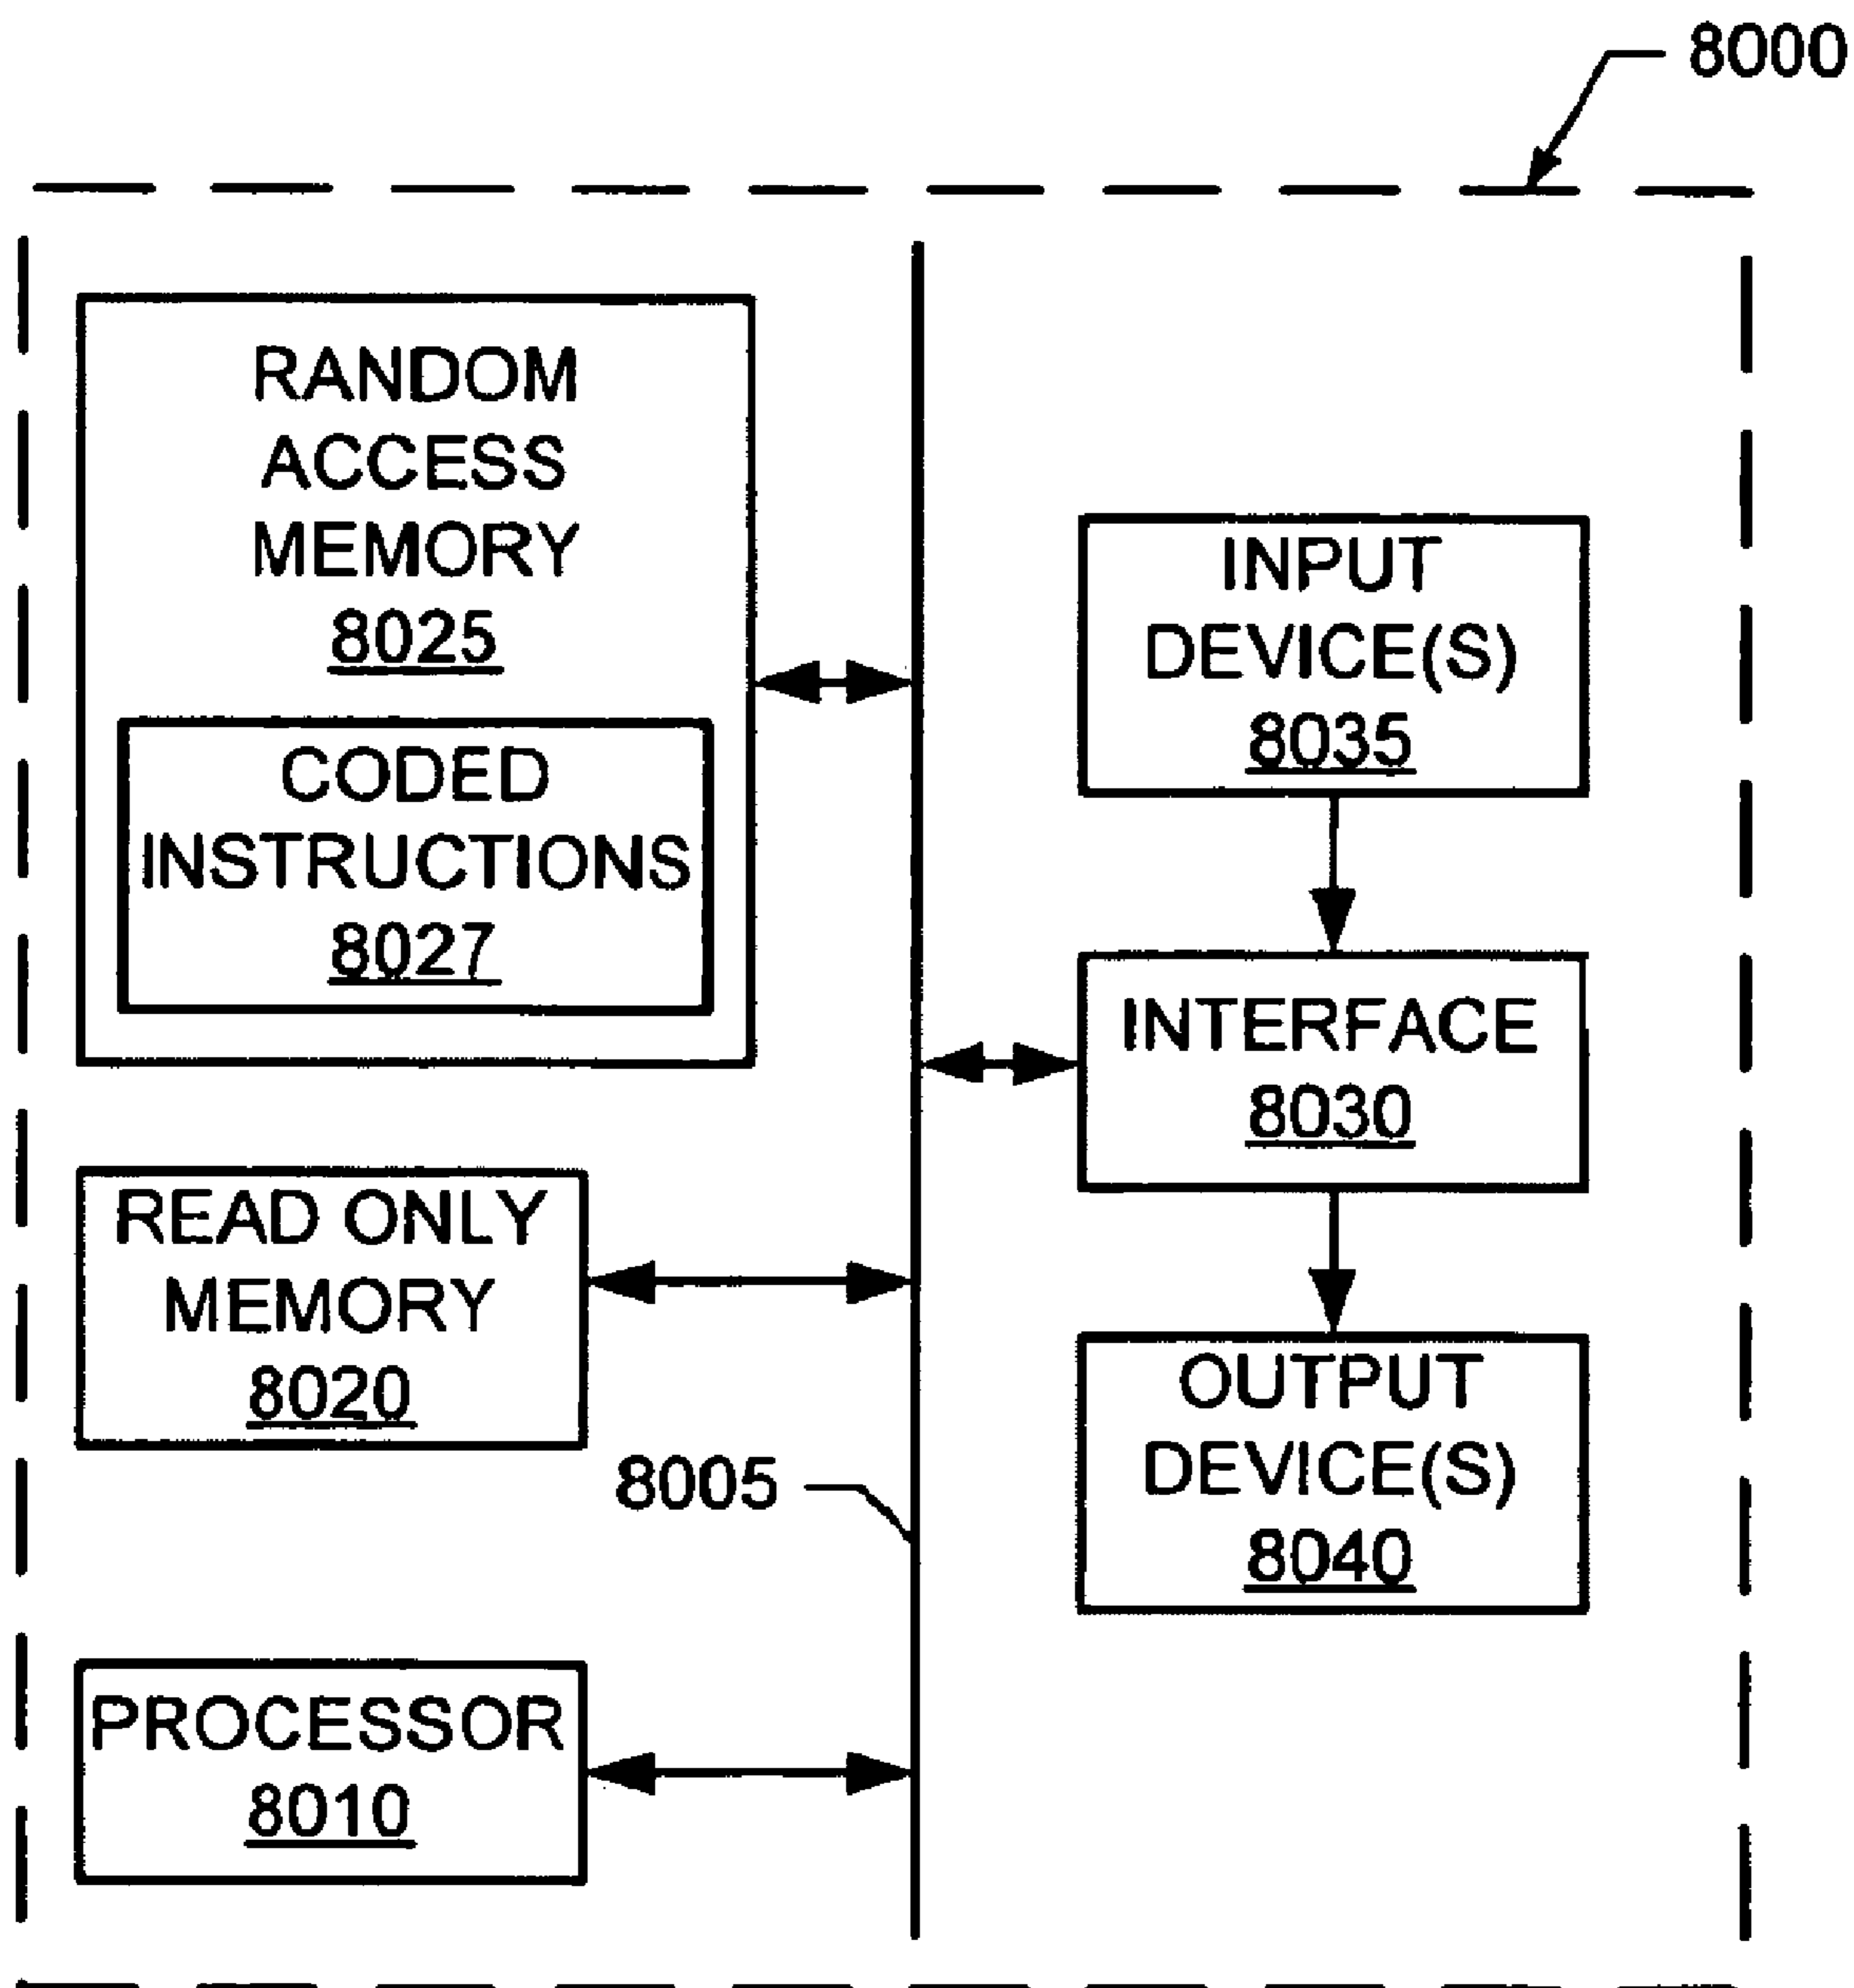 8000
RANDOM
ACCESS
MEMORY
8025
CODED
INSTRUCTIONS
8027
READ ONLY
MEMORY
8020
8005
PROCESSOR
8010
INPUT
DEVICE(S)
8035
INTERFACE
8030
OUTPUT
DEVICE(S)
8040